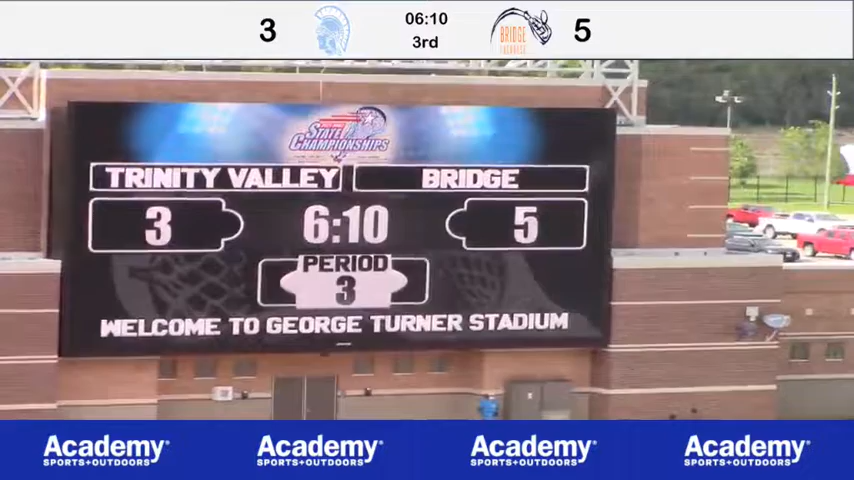 3 06:10 BRIDGE 5
3rd LACROSSE
STATE
CHAMPIONSHIPS
TRINITY VALLEY BRIDGE
3 6:10 5
PERIOD
3
WELCOME TO GEORGE TURNER STADIUM
Academy Academy Academy Academy
SPORTS+OUTDOORS SPORTS+OUTDOORS SPORTS+OUTDOORS SPORTS+OUTDOORS